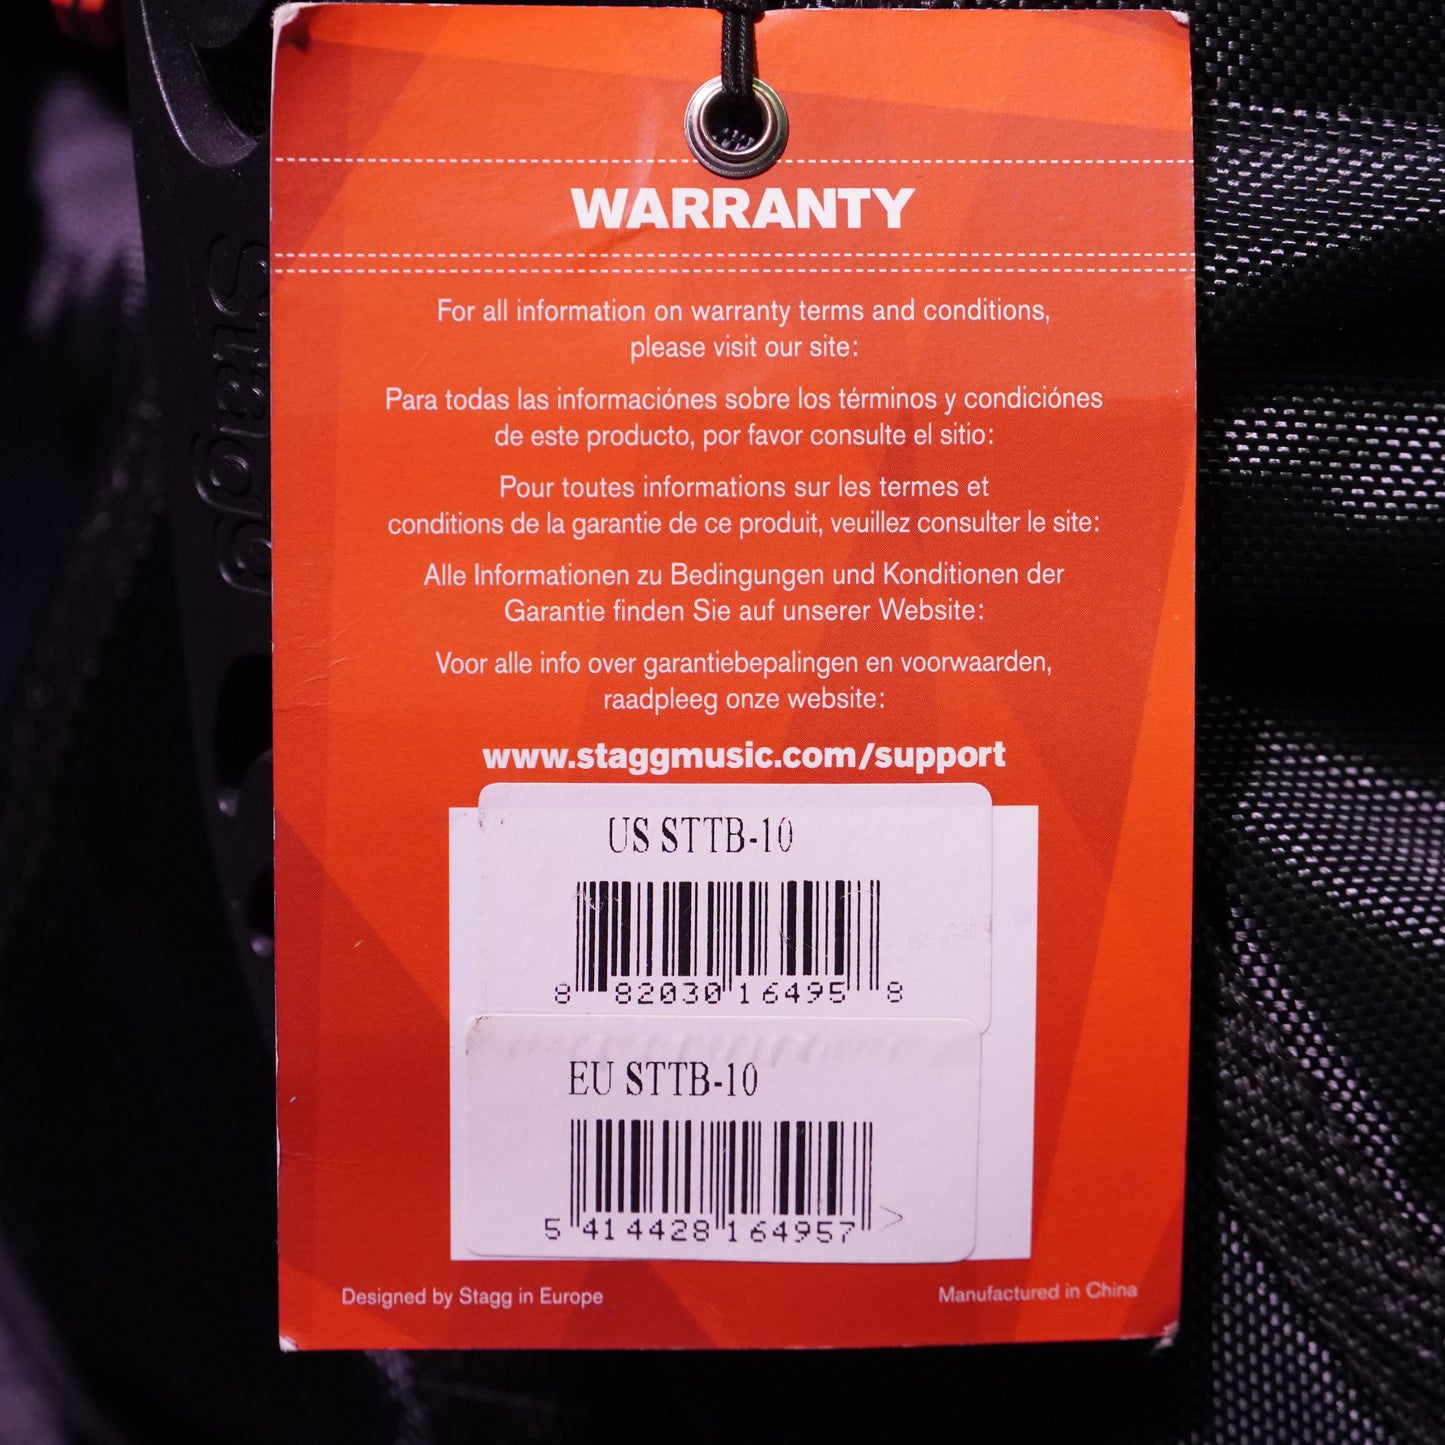 WARRANTY
For all information on warranty terms and conditions,
please visit our site:
Para todas las informaciónes sobre los términos y condiciónes
de este producto, por favor consulte el sitio:
Pour toutes informations sur les termes et
conditions de la garantie de ce produit, veuillez consulter le site:
Alle Informationen zu Bedingungen und Konditionen der
Garantie finden Sie auf unserer Website:
Voor alle info over garantiebepalingen en voorwaarden,
raadpleeg onze website:
www.staggmusic.com/support
US STTB-10
8 82030 16495 8
EU STTB-10
5 414428 164957 >
Designed by Stagg in Europe
Manufactured in China
Stagg